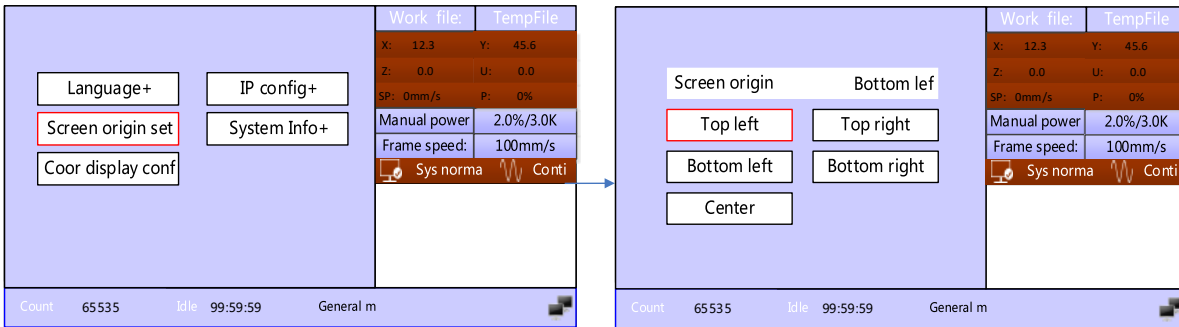 Work file: TempFile
X: 12.3 Y: 45.6
Z: 0.0 U: 0.0
SP: 0mm/s P: 0%
Manual power 2.0%/3.0K
Frame speed: 100mm/s
Sys norma Conti
Language+ IP config+
Screen origin set System Info+
Coor display conf
Count 65535 Idle 99:59:59 General m
Work file: TempFile
X: 12.3 Y: 45.6
Z: 0.0 U: 0.0
SP: 0mm/s P: 0%
Manual power 2.0%/3.0K
Frame speed: 100mm/s
Sys norma Conti
Screen origin Bottom lef
Top left Top right
Bottom left Bottom right
Center
Count 65535 Idle 99:59:59 General m